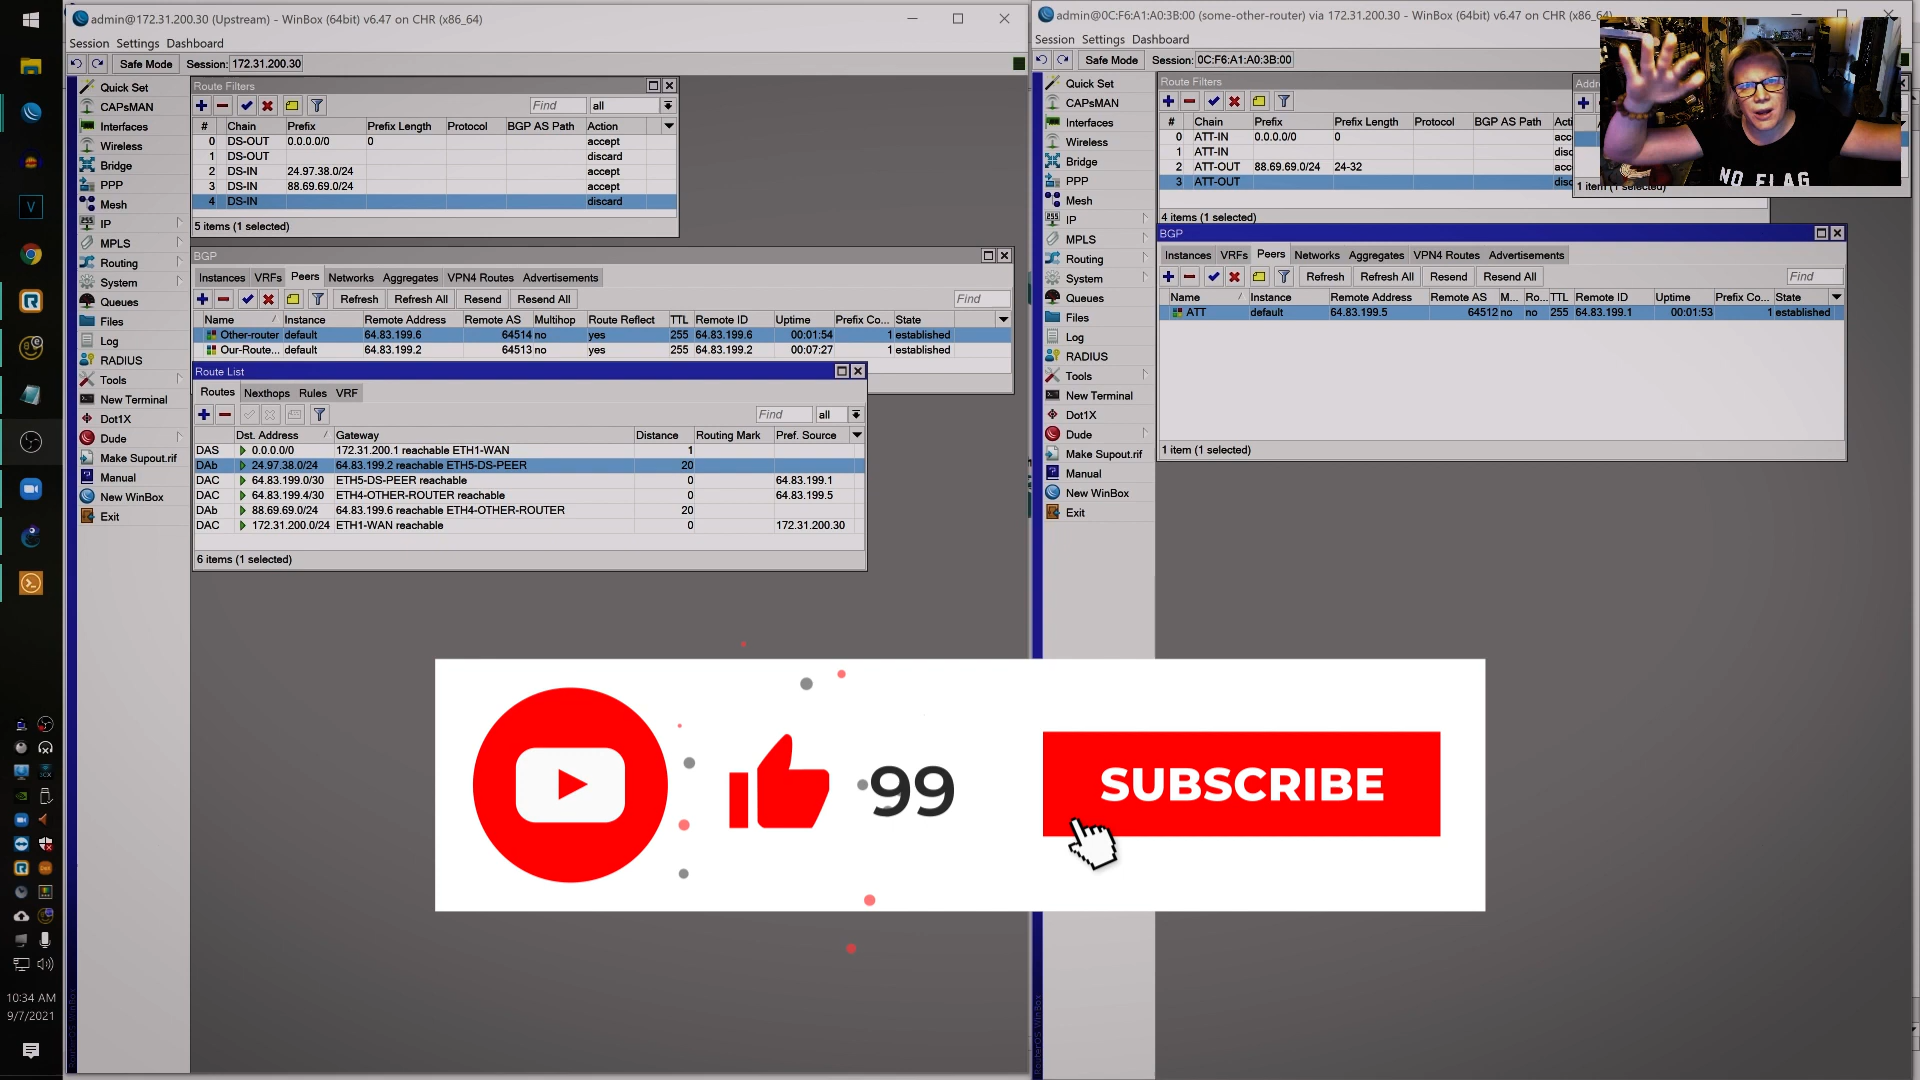 admin@172.31.200.30 (Upstream) - WinBox (64bit) v6.47 on CHR (x86_64)
Session Settings Dashboard
Safe Mode Session: 172.31.200.30
Quick Set
CAPsMAN
Interfaces
Wireless
Bridge
PPP
Mesh
IP
MPLS
Routing
System
Queues
Files
Log
RADIUS
Tools
New Terminal
Dot1X
Dude
Make Supout.rif
Manual
New WinBox
Exit
Route Filters
Find all
# Chain Prefix Prefix Length Protocol BGP AS Path Action
0 DS-OUT 0.0.0.0/0 0 accept
1 DS-OUT discard
2 DS-IN 24.97.38.0/24 accept
3 DS-IN 88.69.69.0/24 accept
4 DS-IN discard
5 items (1 selected)
BGP
Instances VRFs Peers Networks Aggregates VPN4 Routes Advertisements
Refresh Refresh All Resend Resend All Find
Name Instance Remote Address Remote AS Multihop Route Reflect TTL Remote ID Uptime Prefix Co... State
Other-router default 64.83.199.6 64514 no yes 255 64.83.199.6 00:01:54 1 established
Our-Route... default 64.83.199.2 64513 no yes 255 64.83.199.2 00:07:27 1 established
Route List
Routes Nexthops Rules VRF
Find all
Dst. Address Gateway Distance Routing Mark Pref. Source
DAS 0.0.0.0/0 172.31.200.1 reachable ETH1-WAN 1
DAb 24.97.38.0/24 64.83.199.2 reachable ETH5-DS-PEER 20
DAC 64.83.199.0/30 ETH5-DS-PEER reachable 0 64.83.199.1
DAC 64.83.199.4/30 ETH4-OTHER-ROUTER reachable 0 64.83.199.5
DAb 88.69.69.0/24 64.83.199.6 reachable ETH4-OTHER-ROUTER 20
DAC 172.31.200.0/24 ETH1-WAN reachable 0 172.31.200.30
6 items (1 selected)
admin@0C:F6:A1:A0:3B:00 (some-other-router) via 172.31.200.30 - WinBox (64bit) v6.47 on CHR (x86_64)
Session Settings Dashboard
Safe Mode Session: 0C:F6:A1:A0:3B:00
Quick Set
CAPsMAN
Interfaces
Wireless
Bridge
PPP
Mesh
IP
MPLS
Routing
System
Queues
Files
Log
RADIUS
Tools
New Terminal
Dot1X
Dude
Make Supout.rif
Manual
New WinBox
Exit
Route Filters
# Chain Prefix Prefix Length Protocol BGP AS Path Acti
0 ATT-IN 0.0.0.0/0 0 acc
1 ATT-IN disc
2 ATT-OUT 88.69.69.0/24 24-32 acc
3 ATT-OUT disc
4 items (1 selected)
Addre
1 item (1 selected)
NO FLAG
BGP
Instances VRFs Peers Networks Aggregates VPN4 Routes Advertisements
Refresh Refresh All Resend Resend All Find
Name Instance Remote Address Remote AS M... Ro... TTL Remote ID Uptime Prefix Co... State
ATT default 64.83.199.5 64512 no no 255 64.83.199.1 00:01:53 1 established
1 item (1 selected)
99
SUBSCRIBE
10:34 AM
9/7/2021